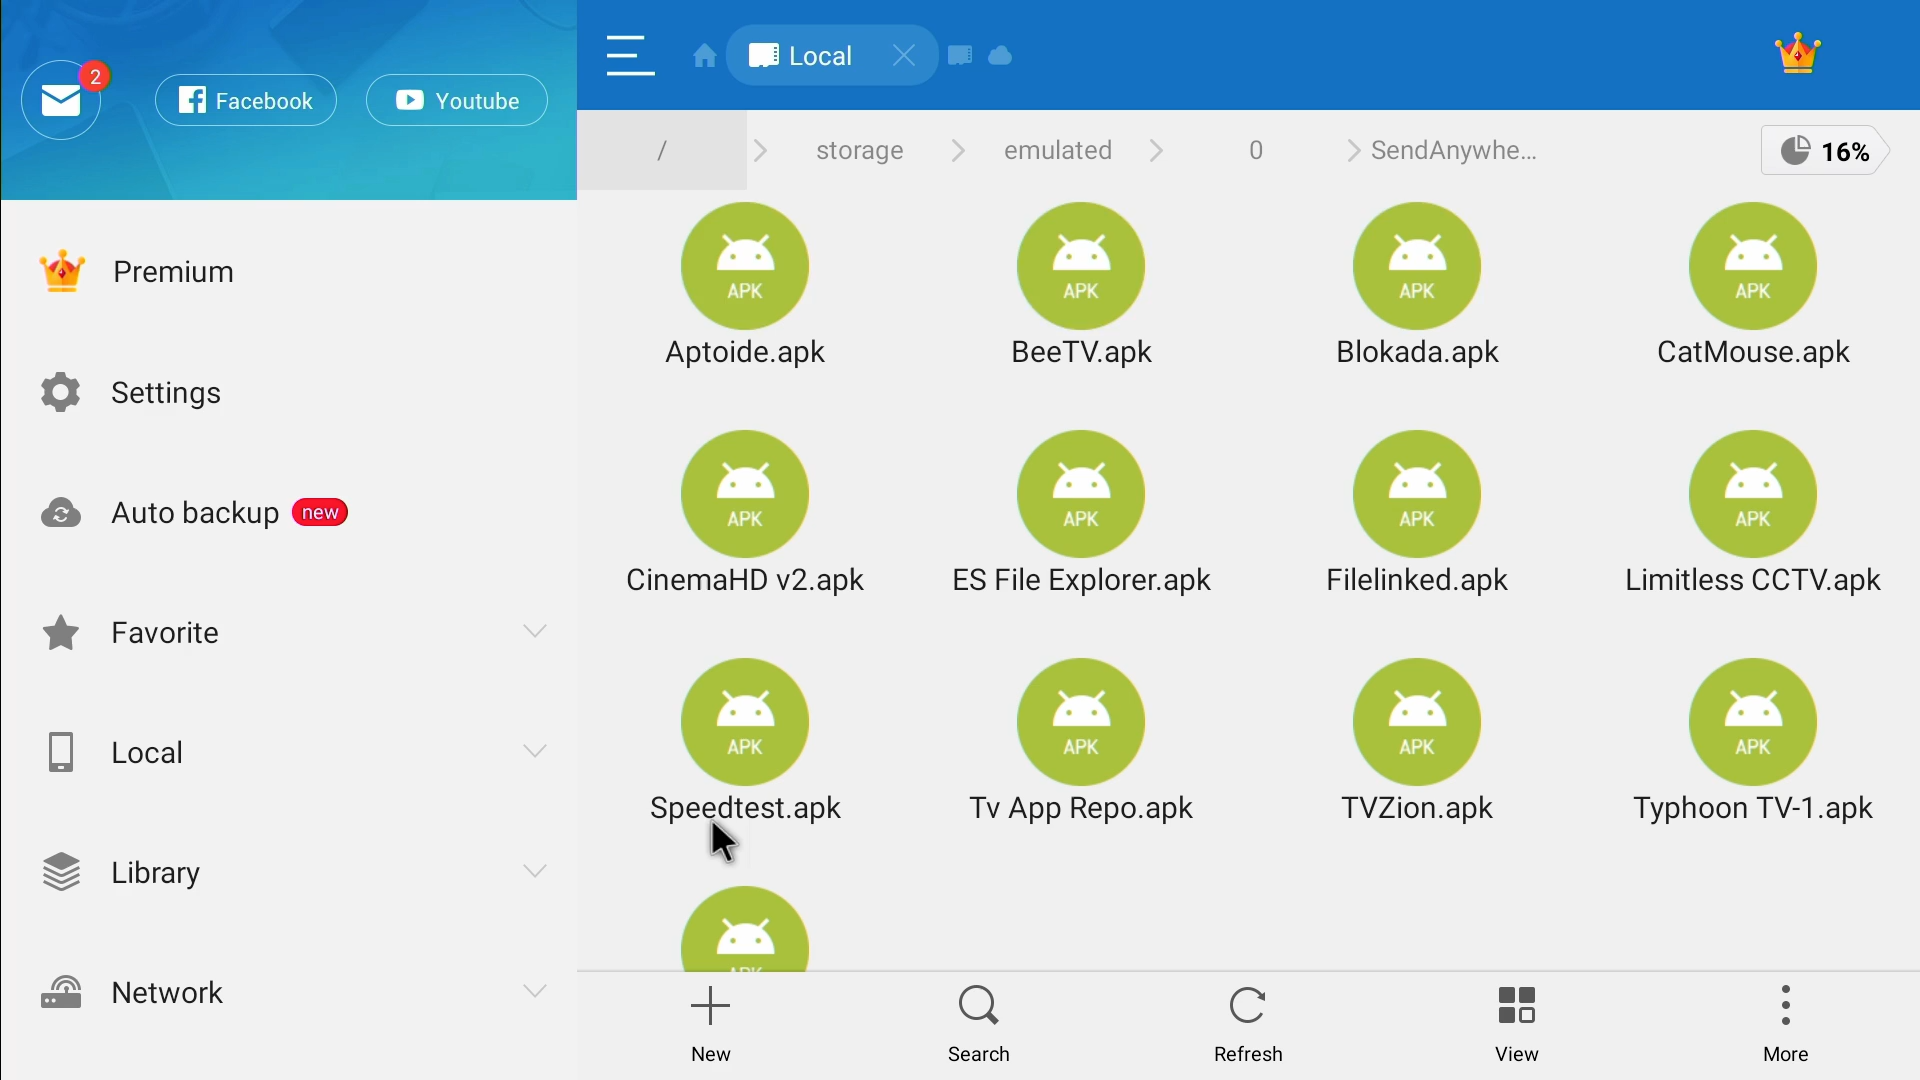 2
Facebook
Youtube
Premium
Settings
Auto backup new
Favorite
Local
Library
Network
Local
/
storage
emulated
0
SendAnywhe...
16%
APK
APK
APK
APK
Aptoide.apk
BeeTV.apk
Blokada.apk
CatMouse.apk
APK
APK
APK
APK
CinemaHD v2.apk
ES File Explorer.apk
Filelinked.apk
Limitless CCTV.apk
APK
APK
APK
APK
Speedtest.apk
Tv App Repo.apk
TVZion.apk
Typhoon TV-1.apk
APK
New
Search
Refresh
View
More